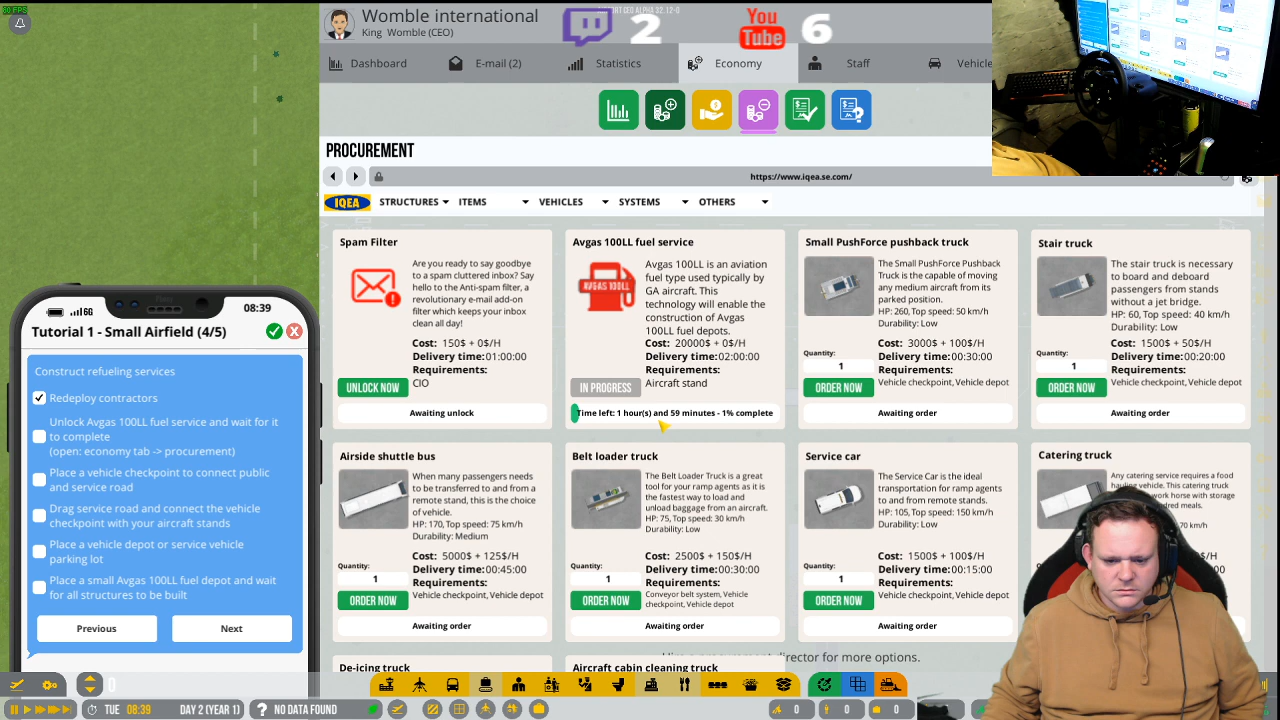 60 FPS
Womble international
King Womble (CEO)
2
You
Tube
6
Dashboard
E-mail (2)
Statistics
Economy
Staff
Vehicle
PROCUREMENT
https://www.iqea.se.com/
IQEA
STRUCTURES
ITEMS
VEHICLES
SYSTEMS
OTHERS
Spam Filter
Are you ready to say goodbye
to a spam cluttered inbox? Say
hello to the Anti-spam filter, a
revolutionary e-mail add-on
filter which keeps your inbox
clean all day!
Cost: 150$ + 0$/H
Delivery time:01:00:00
Requirements:
CIO
UNLOCK NOW
Awaiting unlock
Avgas 100LL fuel service
AVGAS 100LL
Avgas 100LL is an aviation
fuel type used typically by
GA aircraft. This
technology will enable the
construction of Avgas
100LL fuel depots.
Cost: 20000$ + 0$/H
Delivery time:02:00:00
Requirements:
Aircraft stand
IN PROGRESS
Time left: 1 hour(s) and 59 minutes - 1% complete
Small PushForce pushback truck
The Small PushForce Pushback
Truck is the capable of moving
any medium aircraft from its
parked position.
HP: 260, Top speed: 50 km/h
Durability: Low
Cost: 3000$ + 100$/H
Delivery time:00:30:00
Requirements:
Vehicle checkpoint, Vehicle depot
Quantity:
1
ORDER NOW
Awaiting order
Stair truck
The stair truck is necessary
to board and deboard
passengers from stands
without a jet bridge.
HP: 60, Top speed: 40 km/h
Durability: Low
Cost: 1500$ + 50$/H
Delivery time:00:20:00
Requirements:
Vehicle checkpoint, Vehicle depot
Quantity:
1
ORDER NOW
Awaiting order
Airside shuttle bus
When many passengers needs
to be transferred to and from a
remote stand, this is the choice
of vehicle.
HP: 170, Top speed: 75 km/h
Durability: Medium
Cost: 5000$ + 125$/H
Delivery time:00:45:00
Requirements:
Vehicle checkpoint, Vehicle depot
Quantity:
1
ORDER NOW
Awaiting order
Belt loader truck
The Belt Loader Truck is a great
tool for your ramp agents as it is
the fastest way to load and
unload baggage from an aircraft.
HP: 75, Top speed: 30 km/h
Durability: Low
Cost: 2500$ + 150$/H
Delivery time:00:30:00
Requirements:
Conveyor belt system, Vehicle
checkpoint, Vehicle depot
Quantity:
1
ORDER NOW
Awaiting order
Service car
The Service Car is the ideal
transportation for ramp agents
to and from remote stands.
HP: 105, Top speed: 150 km/h
Durability: Low
Cost: 1500$ + 100$/H
Delivery time:00:15:00
Requirements:
Vehicle checkpoint, Vehicle depot
Quantity:
1
ORDER NOW
Awaiting order
Catering truck
Any catering service requires a food
hauling vehicle. This catering truck
work horse with storage
dred meals.
70 km/h
De-icing truck
Aircraft cabin cleaning truck
director for more options.
6G
08:39
Tutorial 1 - Small Airfield (4/5)
Construct refueling services
Redeploy contractors
Unlock Avgas 100LL fuel service and wait for it
to complete
(open: economy tab -> procurement)
Place a vehicle checkpoint to connect public
and service road
Drag service road and connect the vehicle
checkpoint with your aircraft stands
Place a vehicle depot or service vehicle
parking lot
Place a small Avgas 100LL fuel depot and wait
for all structures to be built
Previous
Next
0
TUE 08:39
DAY 2 (YEAR 1)
NO DATA FOUND
0
0
0